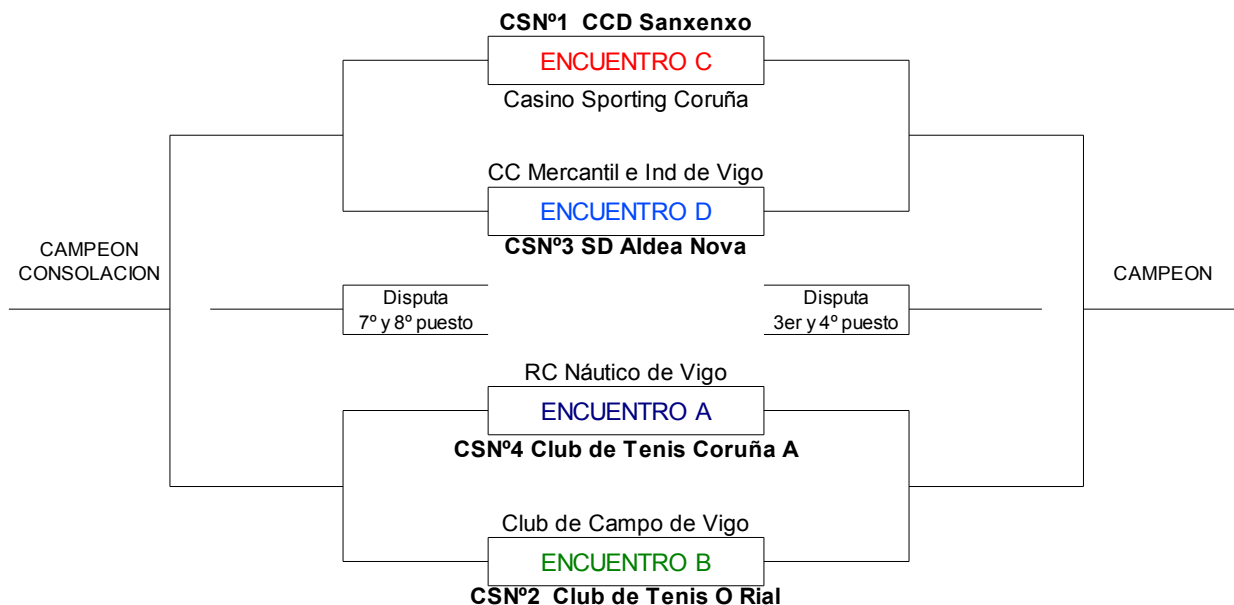 CSNº1 CCD Sanxenxo
ENCUENTRO C
Casino Sporting Coruña
CC Mercantil e Ind de Vigo
ENCUENTRO D
CSNº3 SD Aldea Nova
CAMPEON
CONSOLACION
CAMPEON
Disputa
7º y 8º puesto
Disputa
3er y 4º puesto
RC Náutico de Vigo
ENCUENTRO A
CSNº4 Club de Tenis Coruña A
Club de Campo de Vigo
ENCUENTRO B
CSNº2 Club de Tenis O Rial